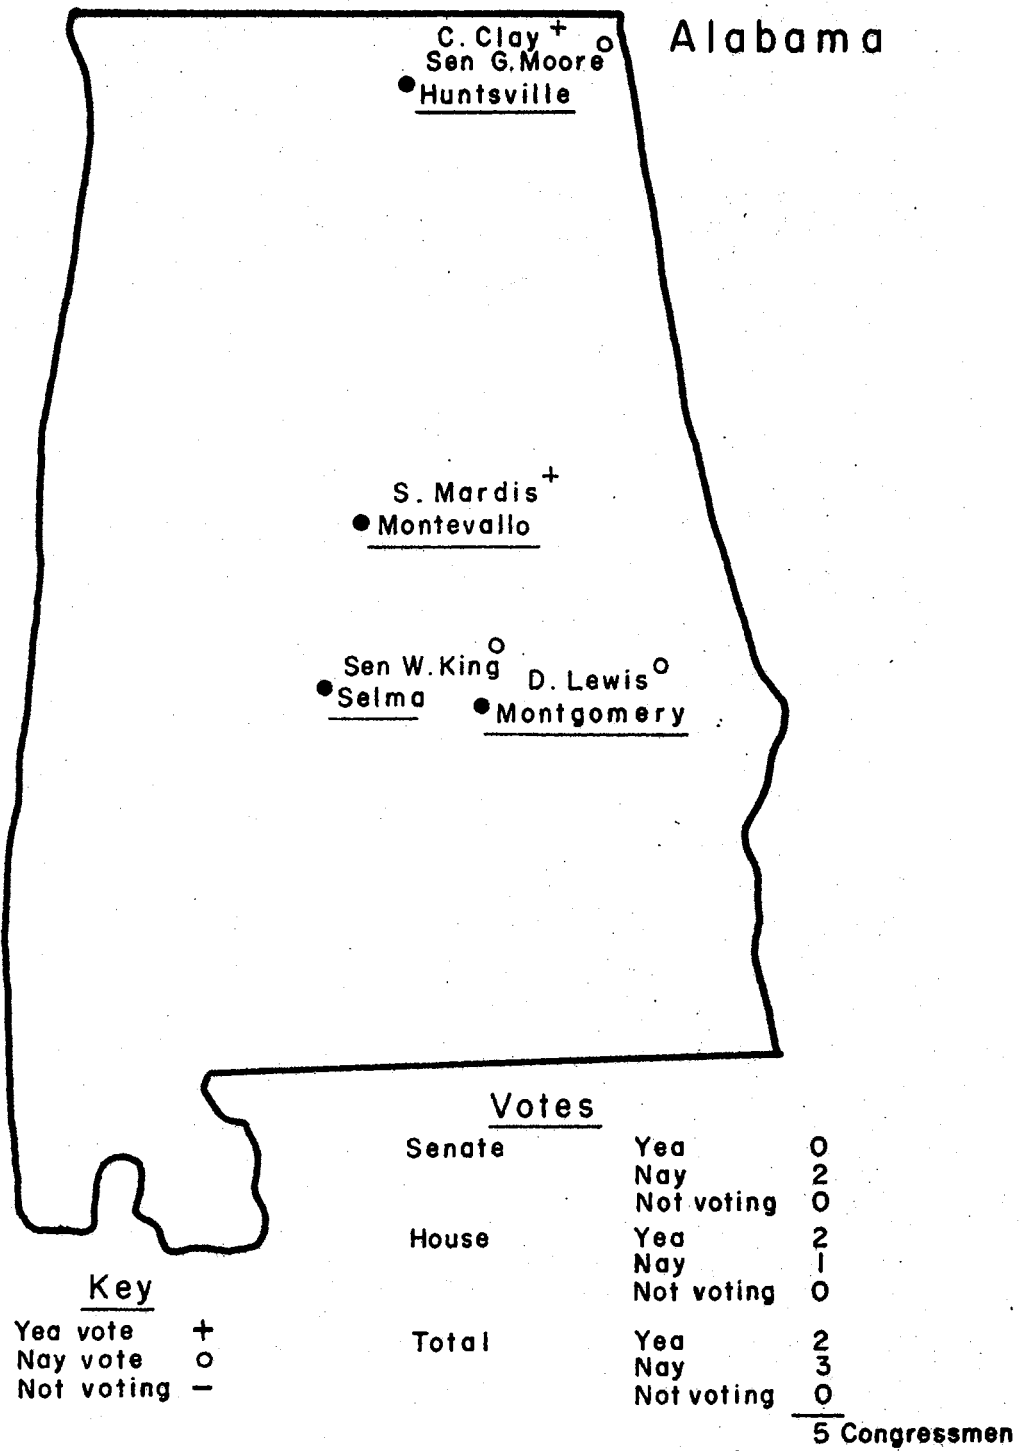 Alabama
C. Clay +
Sen G. Moore o
Huntsville
S. Mardis +
Montevallo
Sen W. King o
Selma
D. Lewis o
Montgomery
Votes
Senate Yea 0
Nay 2
Not voting 0
House Yea 2
Nay 1
Not voting 0
Total Yea 2
Nay 3
Not voting 0
5 Congressmen
Key
Yea vote +
Nay vote o
Not voting –